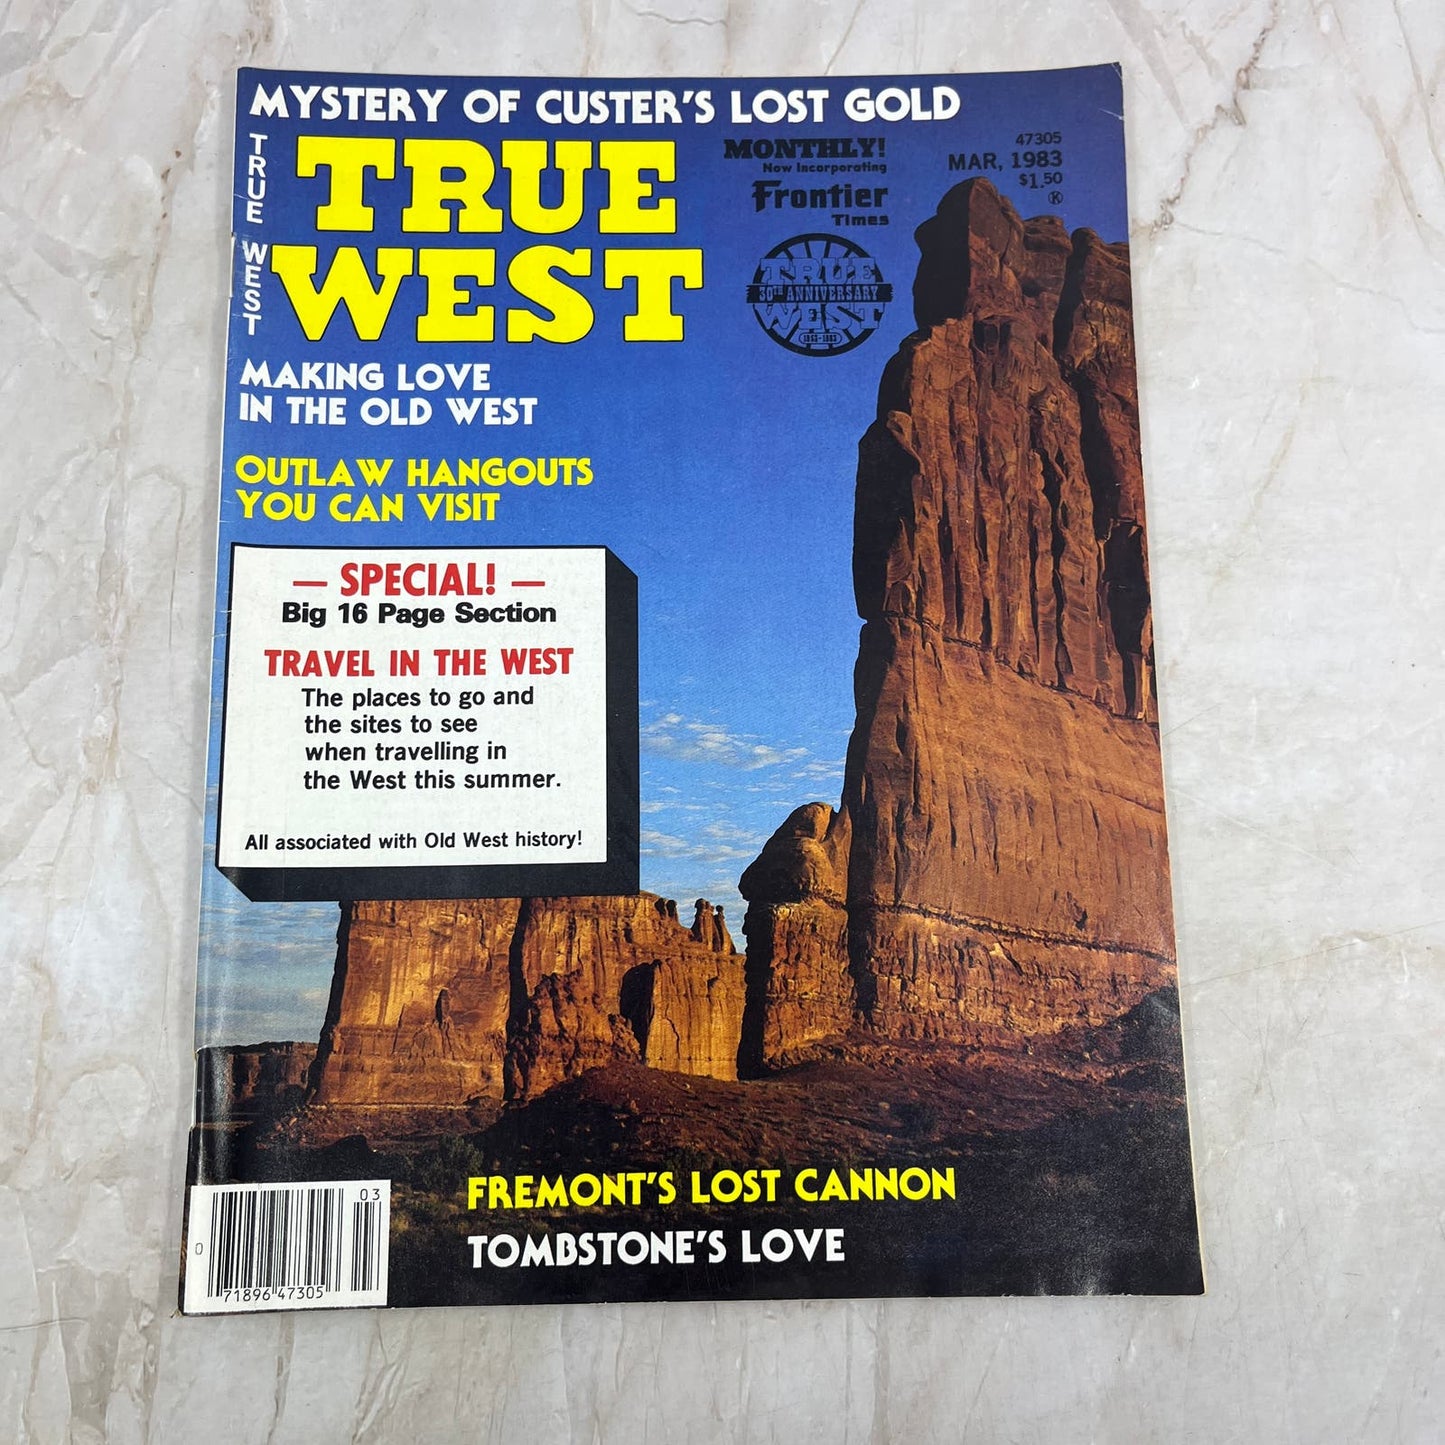 MYSTERY OF CUSTER'S LOST GOLD
TRUE WEST
TRUE
WEST
MONTHLY!
Now Incorporating
Frontier
Times
47305
MAR, 1983
$1.50
K
TRUE
30TH ANNIVERSARY
WEST
1953-1983
MAKING LOVE
IN THE OLD WEST
OUTLAW HANGOUTS
YOU CAN VISIT
— SPECIAL! —
Big 16 Page Section
TRAVEL IN THE WEST
The places to go and
the sites to see
when travelling in
the West this summer.
All associated with Old West history!
FREMONT'S LOST CANNON
TOMBSTONE'S LOVE
03
0
71896 47305